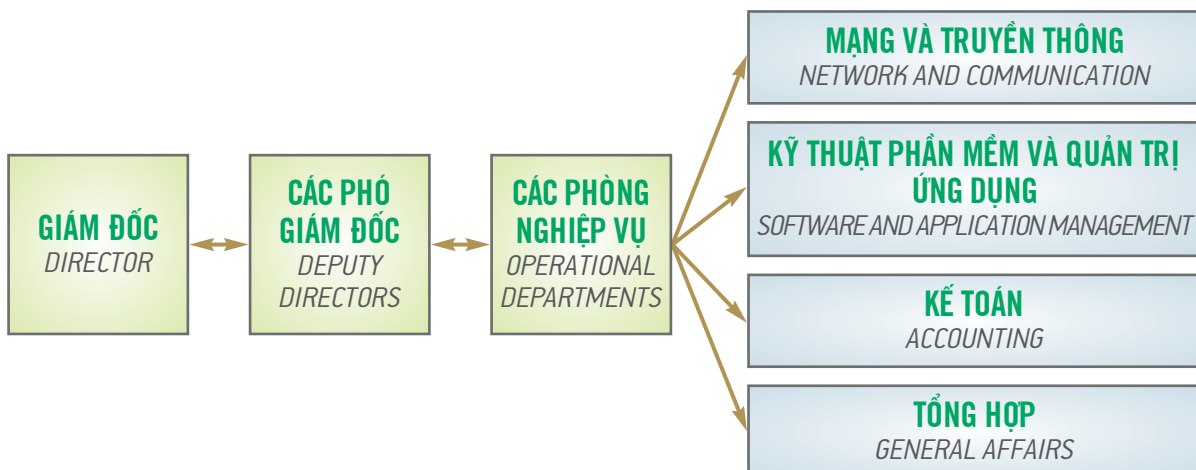 GIÁM ĐỐC
DIRECTOR
CÁC PHÓ
GIÁM ĐỐC
DEPUTY
DIRECTORS
CÁC PHÒNG
NGHIỆP VỤ
OPERATIONAL
DEPARTMENTS
MẠNG VÀ TRUYỀN THÔNG
NETWORK AND COMMUNICATION
KỸ THUẬT PHẦN MỀM VÀ QUẢN TRỊ
ỨNG DỤNG
SOFTWARE AND APPLICATION MANAGEMENT
KẾ TOÁN
ACCOUNTING
TỔNG HỢP
GENERAL AFFAIRS